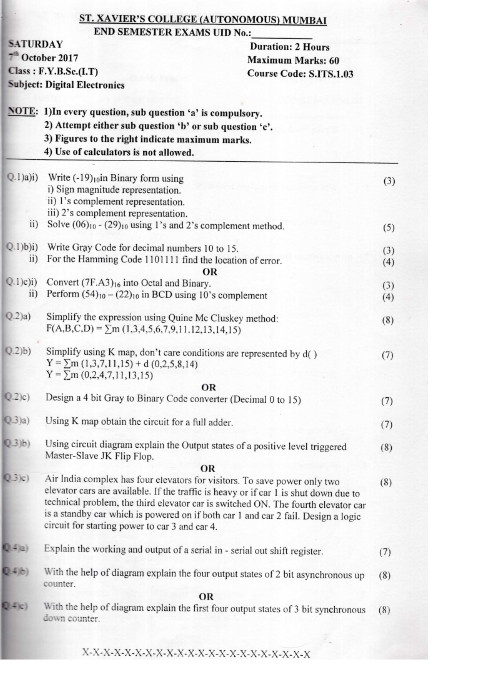 ST. XAVIER'S COLLEGE (AUTONOMOUS) MUMBAI
END SEMESTER EXAMS UID No.:________
SATURDAY Duration: 2 Hours
7th October 2017 Maximum Marks: 60
Class : F.Y.B.Sc.(I.T) Course Code: S.ITS.1.03
Subject: Digital Electronics
NOTE: 1)In every question, sub question 'a' is compulsory.
2) Attempt either sub question 'b' or sub question 'c'.
3) Figures to the right indicate maximum marks.
4) Use of calculators is not allowed.
Q.1)a)i) Write (-19)₁₀in Binary form using (3)
i) Sign magnitude representation.
ii) 1's complement representation.
iii) 2's complement representation.
ii) Solve (06)₁₀ - (29)₁₀ using 1's and 2's complement method. (5)
Q.1)b)i) Write Gray Code for decimal numbers 10 to 15. (3)
ii) For the Hamming Code 1101111 find the location of error. (4)
OR
Q.1)c)i) Convert (7F.A3)₁₆ into Octal and Binary. (3)
ii) Perform (54)₁₀ – (22)₁₀ in BCD using 10's complement (4)
Q.2)a) Simplify the expression using Quine Mc Cluskey method: (8)
F(A,B,C,D) = ∑m (1,3,4,5,6,7,9,11,12,13,14,15)
Q.2)b) Simplify using K map, don't care conditions are represented by d( ) (7)
Y = ∑m (1,3,7,11,15) + d (0,2,5,8,14)
Y = ∑m (0,2,4,7,11,13,15)
OR
Q.2)c) Design a 4 bit Gray to Binary Code converter (Decimal 0 to 15) (7)
Q.3)a) Using K map obtain the circuit for a full adder. (7)
Q.3)b) Using circuit diagram explain the Output states of a positive level triggered (8)
Master-Slave JK Flip Flop.
OR
Q.3)c) Air India complex has four elevators for visitors. To save power only two (8)
elevator cars are available. If the traffic is heavy or if car 1 is shut down due to
technical problem, the third elevator car is switched ON. The fourth elevator car
is a standby car which is powered on if both car 1 and car 2 fail. Design a logic
circuit for starting power to car 3 and car 4.
Q.4)a) Explain the working and output of a serial in - serial out shift register. (7)
Q.4)b) With the help of diagram explain the four output states of 2 bit asynchronous up (8)
counter.
OR
Q.4)c) With the help of diagram explain the first four output states of 3 bit synchronous (8)
down counter.
X-X-X-X-X-X-X-X-X-X-X-X-X-X-X-X-X-X-X-X-X-X